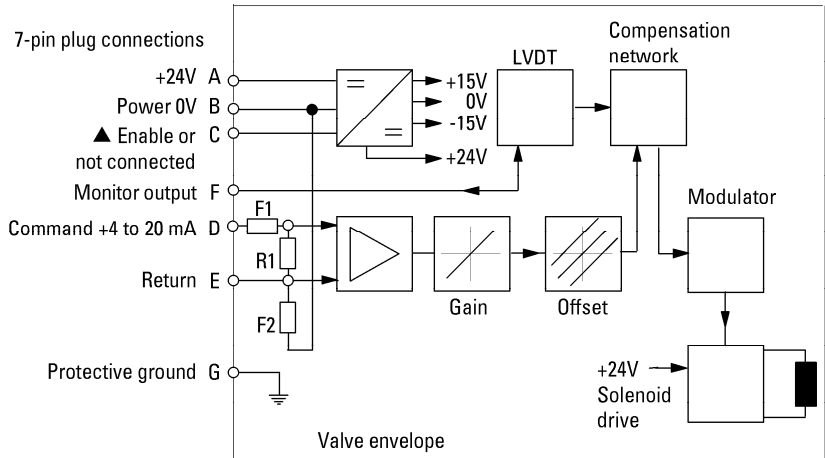 7-pin plug connections
+24V A
Power 0V B
▲ Enable or C
not connected
Monitor output F
Command +4 to 20 mA D
Return E
Protective ground G
+15V
0V
-15V
+24V
LVDT
Compensation
network
F1
R1
F2
Gain
Offset
Modulator
+24V
Solenoid
drive
Valve envelope